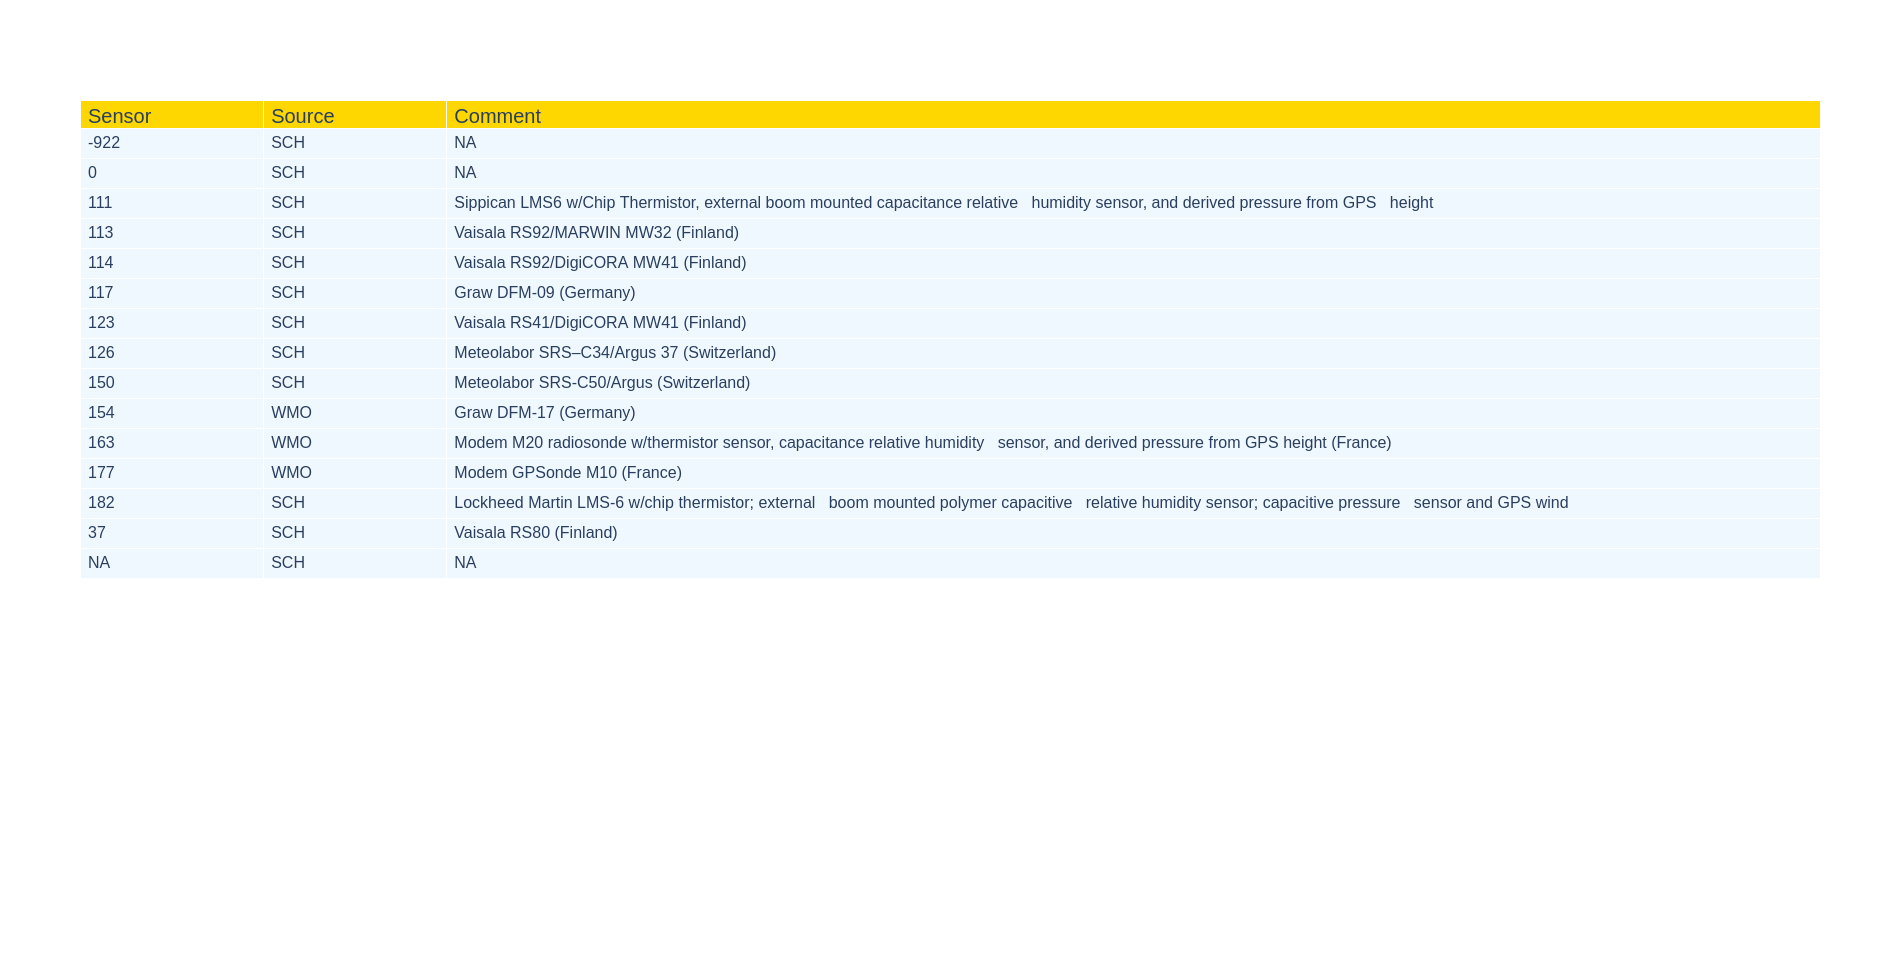 Sensor Source Comment
-922 SCH NA
0 SCH NA
111 SCH Sippican LMS6 w/Chip Thermistor, external boom mounted capacitance relative   humidity sensor, and derived pressure from GPS   height
113 SCH Vaisala RS92/MARWIN MW32 (Finland)
114 SCH Vaisala RS92/DigiCORA MW41 (Finland)
117 SCH Graw DFM-09 (Germany)
123 SCH Vaisala RS41/DigiCORA MW41 (Finland)
126 SCH Meteolabor SRS–C34/Argus 37 (Switzerland)
150 SCH Meteolabor SRS-C50/Argus (Switzerland)
154 WMO Graw DFM-17 (Germany)
163 WMO Modem M20 radiosonde w/thermistor sensor, capacitance relative humidity   sensor, and derived pressure from GPS height (France)
177 WMO Modem GPSonde M10 (France)
182 SCH Lockheed Martin LMS-6 w/chip thermistor; external   boom mounted polymer capacitive   relative humidity sensor; capacitive pressure   sensor and GPS wind
37 SCH Vaisala RS80 (Finland)
NA SCH NA